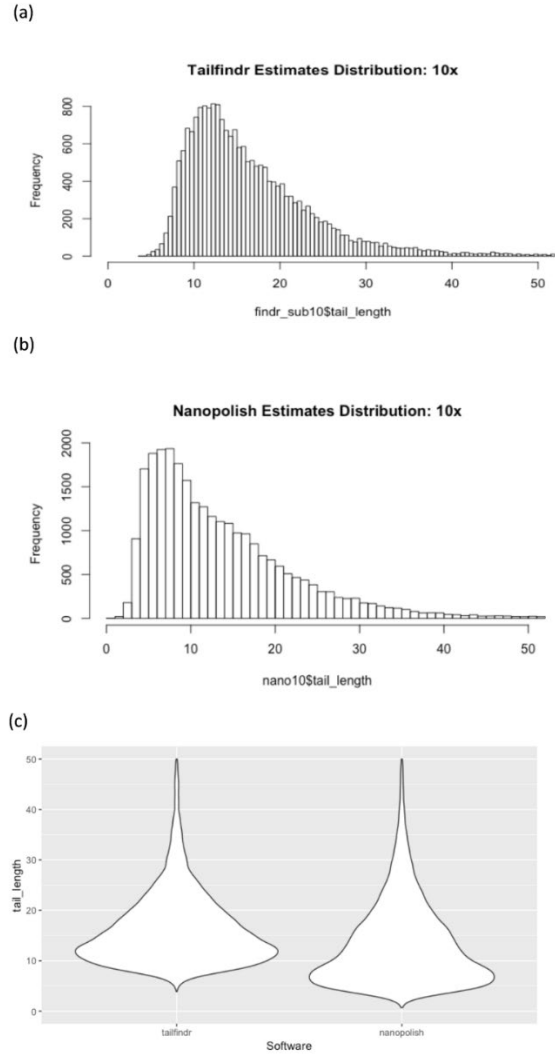 (a)
Tailfindr Estimates Distribution: 10x
Frequency
800
600
400
200
0
0 10 20 30 40 50
findr_sub10$tail_length
(b)
Nanopolish Estimates Distribution: 10x
Frequency
2000
1500
1000
500
0
0 10 20 30 40 50
nano10$tail_length
(c)
tail_length
50
40
30
20
10
0
tailfindr nanopolish
Software